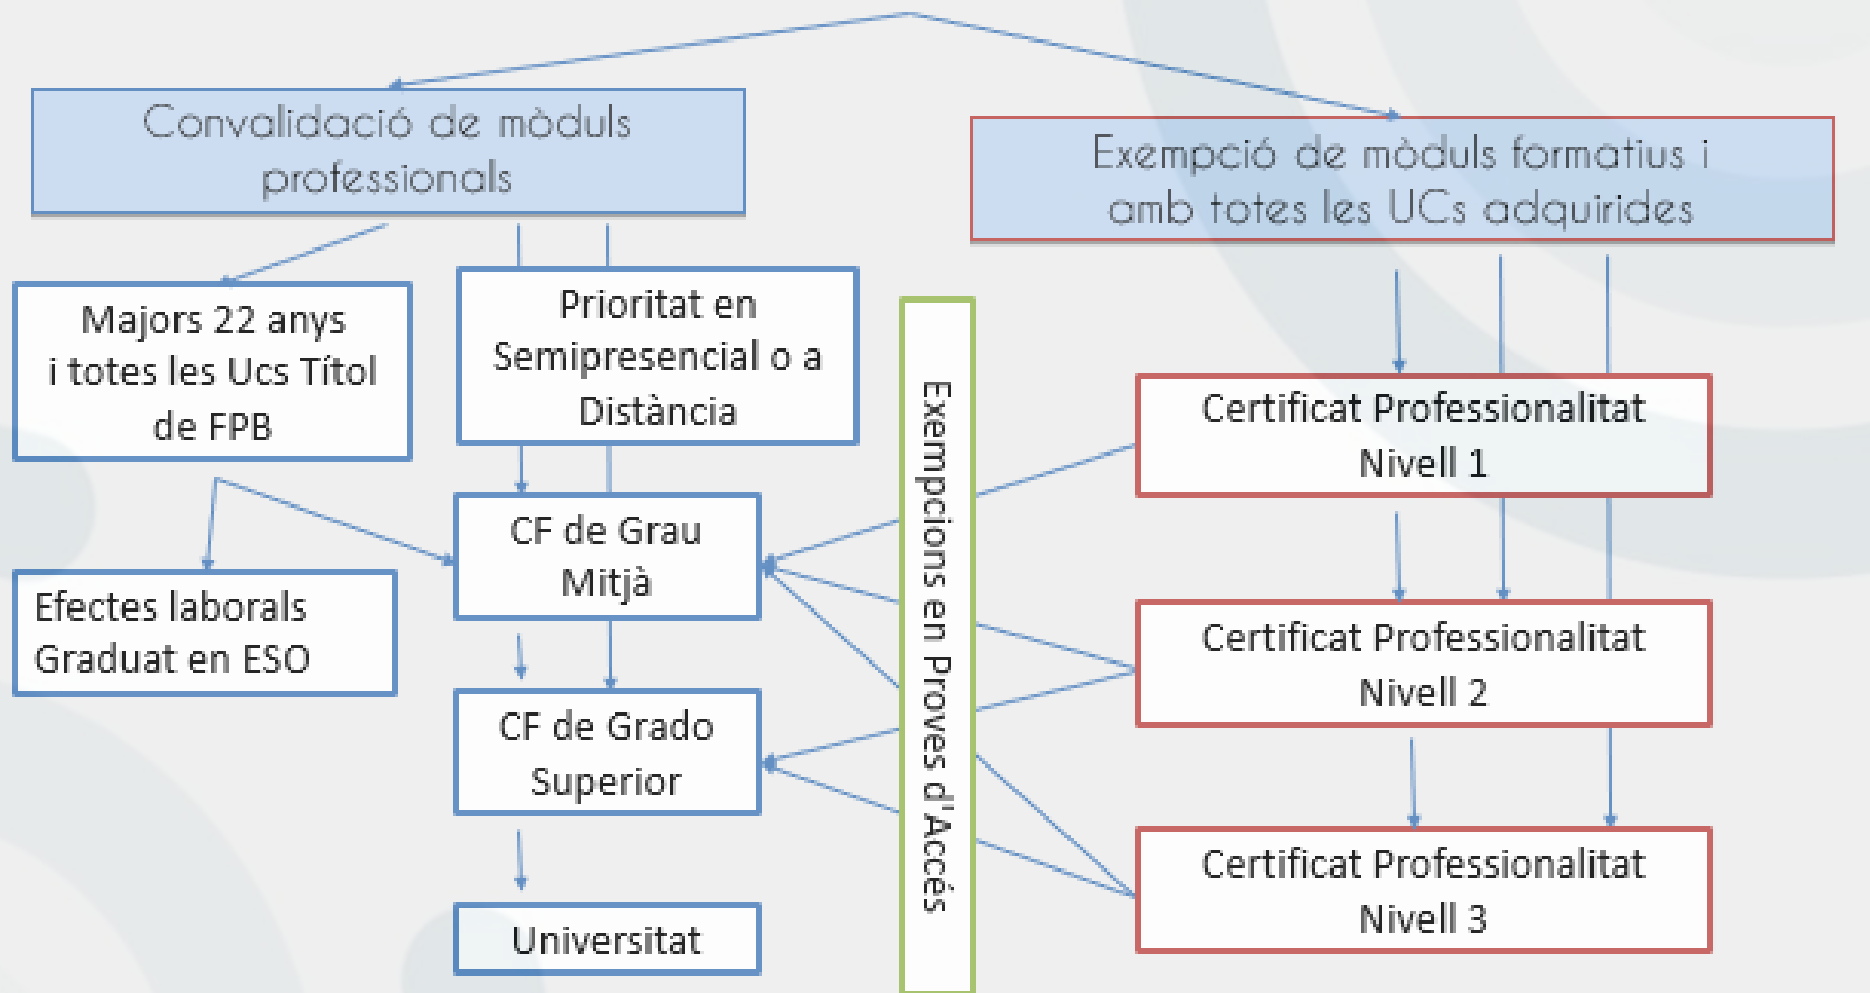 Convalidació de mòduls
professionals
Exempció de mòduls formatius i
amb totes les UCs adquirides
Majors 22 anys
i totes les Ucs Títol
de FPB
Prioritat en
Semipresencial o a
Distància
Exempcions en Proves d'Accés
Certificat Professionalitat
Nivell 1
CF de Grau
Mitjà
Efectes laborals
Graduat en ESO
Certificat Professionalitat
Nivell 2
CF de Grado
Superior
Certificat Professionalitat
Nivell 3
Universitat